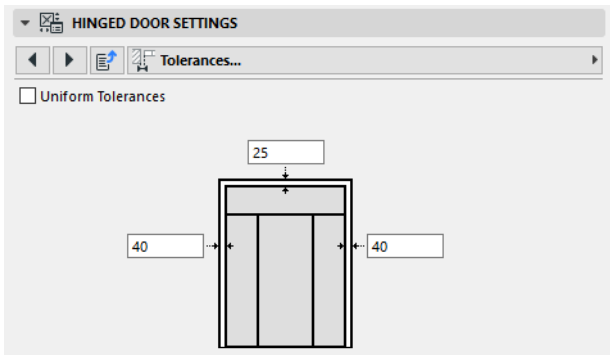 HINGED DOOR SETTINGS
Tolerances...
Uniform Tolerances
25
40 40